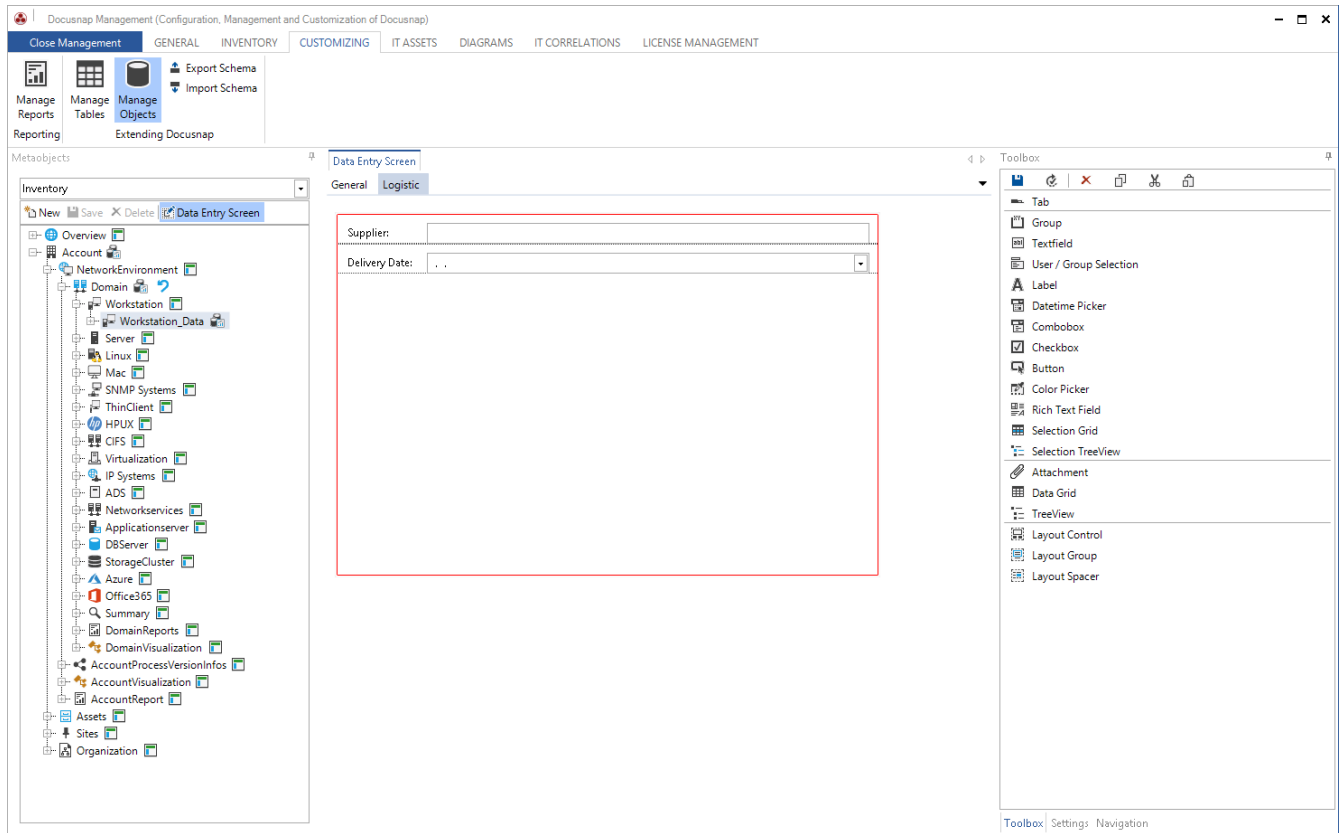 Docusnap Management (Configuration, Management and Customization of Docusnap)
Close Management GENERAL INVENTORY CUSTOMIZING IT ASSETS DIAGRAMS IT CORRELATIONS LICENSE MANAGEMENT
Export Schema
Import Schema
Manage Reports
Manage Tables
Manage Objects
Reporting
Extending Docusnap
Metaobjects
Inventory
New Save Delete Data Entry Screen
Overview
Account
NetworkEnvironment
Domain
Workstation
Workstation_Data
Server
Linux
Mac
SNMP Systems
ThinClient
HPUX
CIFS
Virtualization
IP Systems
ADS
Networkservices
Applicationserver
DBServer
StorageCluster
Azure
Office365
Summary
DomainReports
DomainVisualization
AccountProcessVersionInfos
AccountVisualization
AccountReport
Assets
Sites
Organization
Data Entry Screen
General Logistic
Supplier:
Delivery Date: . .
Toolbox
Tab
Group
Textfield
User / Group Selection
Label
Datetime Picker
Combobox
Checkbox
Button
Color Picker
Rich Text Field
Selection Grid
Selection TreeView
Attachment
Data Grid
TreeView
Layout Control
Layout Group
Layout Spacer
Toolbox Settings Navigation